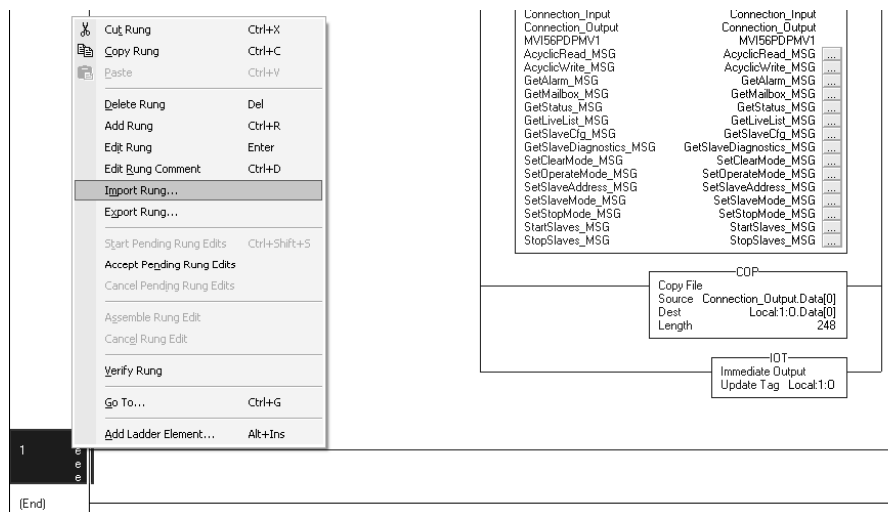 Cut Rung Ctrl+X
Copy Rung Ctrl+C
Paste Ctrl+V
Delete Rung Del
Add Rung Ctrl+R
Edit Rung Enter
Edit Rung Comment Ctrl+D
Import Rung...
Export Rung...
Start Pending Rung Edits Ctrl+Shift+S
Accept Pending Rung Edits
Cancel Pending Rung Edits
Assemble Rung Edit
Cancel Rung Edit
Verify Rung
Go To... Ctrl+G
Add Ladder Element... Alt+Ins
1 e
e
e
(End)
Connection_Input Connection_Input
Connection_Output Connection_Output
MVI56PDPMV1 MVI56PDPMV1
AcyclicRead_MSG AcyclicRead_MSG ...
AcyclicWrite_MSG AcyclicWrite_MSG ...
GetAlarm_MSG GetAlarm_MSG ...
GetMailbox_MSG GetMailbox_MSG ...
GetStatus_MSG GetStatus_MSG ...
GetLiveList_MSG GetLiveList_MSG ...
GetSlaveCfg_MSG GetSlaveCfg_MSG ...
GetSlaveDiagnostics_MSG GetSlaveDiagnostics_MSG ...
SetClearMode_MSG SetClearMode_MSG ...
SetOperateMode_MSG SetOperateMode_MSG ...
SetSlaveAddress_MSG SetSlaveAddress_MSG ...
SetSlaveMode_MSG SetSlaveMode_MSG ...
SetStopMode_MSG SetStopMode_MSG ...
StartSlaves_MSG StartSlaves_MSG ...
StopSlaves_MSG StopSlaves_MSG ...
COP
Copy File
Source Connection_Output.Data[0]
Dest Local:1:O.Data[0]
Length 248
IOT
Immediate Output
Update Tag Local:1:O